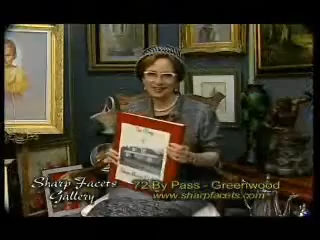 Sharp Facets
Gallery
72 By Pass - Greenwood
www.sharpfacets.com